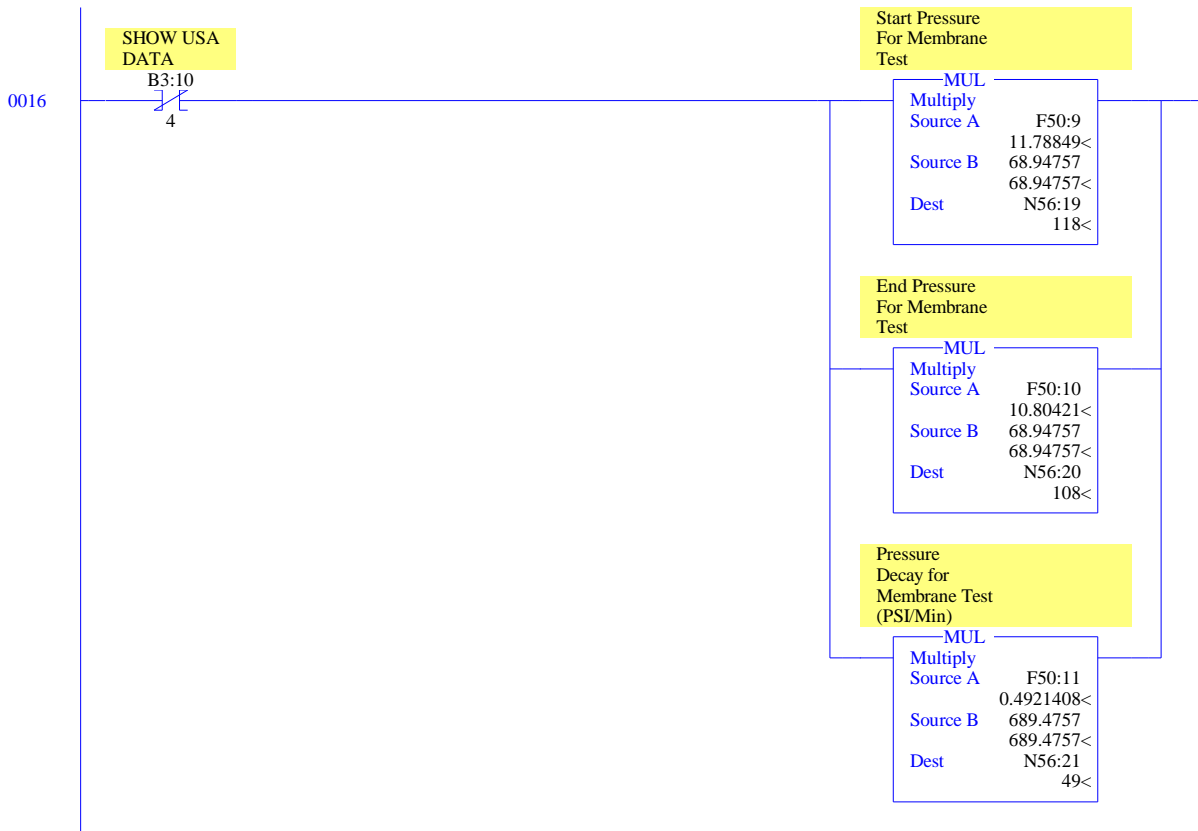 SHOW USA
DATA
B3:10
4
0016
Start Pressure
For Membrane
Test
MUL
Multiply
Source A F50:9
11.78849<
Source B 68.94757
68.94757<
Dest N56:19
118<
End Pressure
For Membrane
Test
MUL
Multiply
Source A F50:10
10.80421<
Source B 68.94757
68.94757<
Dest N56:20
108<
Pressure
Decay for
Membrane Test
(PSI/Min)
MUL
Multiply
Source A F50:11
0.4921408<
Source B 689.4757
689.4757<
Dest N56:21
49<